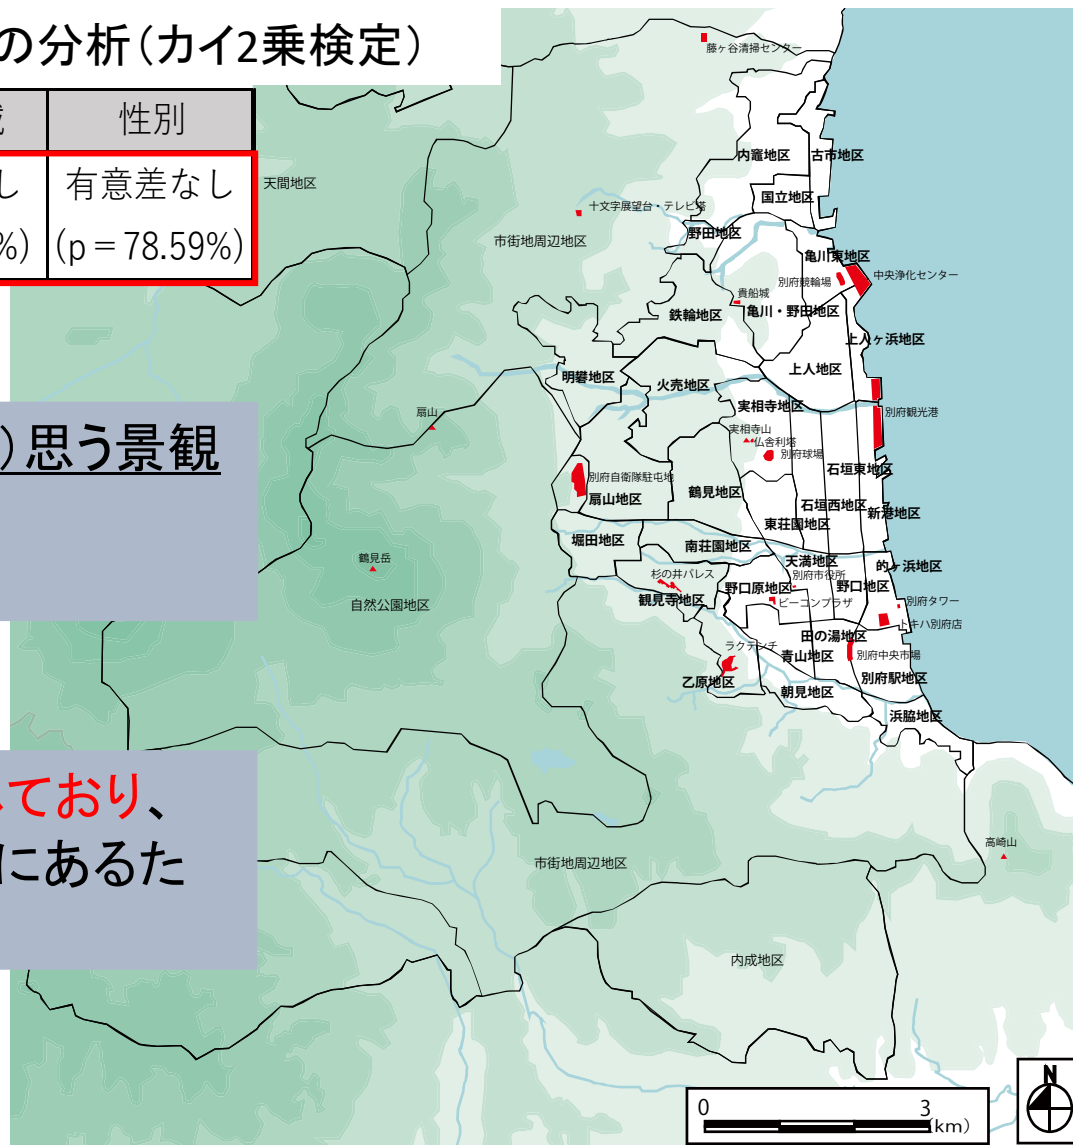 の分析(カイ2乗検定)
域 性別
し 有意差なし
%) (p = 78.59%)
)思う景観
ており、
にあるた
藤ヶ谷清掃センター
内竈地区
古市地区
天間地区
国立地区
十文字展望台・テレビ塔
市街地周辺地区
野田地区
亀川東地区
中央浄化センター
別府競輪場
貴船城
亀川・野田地区
鉄輪地区
上人ヶ浜地区
上人地区
明礬地区
火売地区
実相寺地区
扇山
別府観光港
実相寺山
仏舎利塔
別府球場
石垣東地区
別府自衛隊駐屯地
扇山地区
鶴見地区
石垣西地区
新港地区
東荘園地区
堀田地区
南荘園地区
鶴見岳
天満地区
的ヶ浜地区
杉の井パレス
別府市役所
野口原地区
野口地区
自然公園地区
観見寺地区
ビーコンプラザ
別府タワー
トキハ別府店
田の湯地区
ラクテンチ
青山地区
別府中央市場
乙原地区
別府駅地区
朝見地区
浜脇地区
高崎山
市街地周辺地区
内成地区
0 3
(km)
N